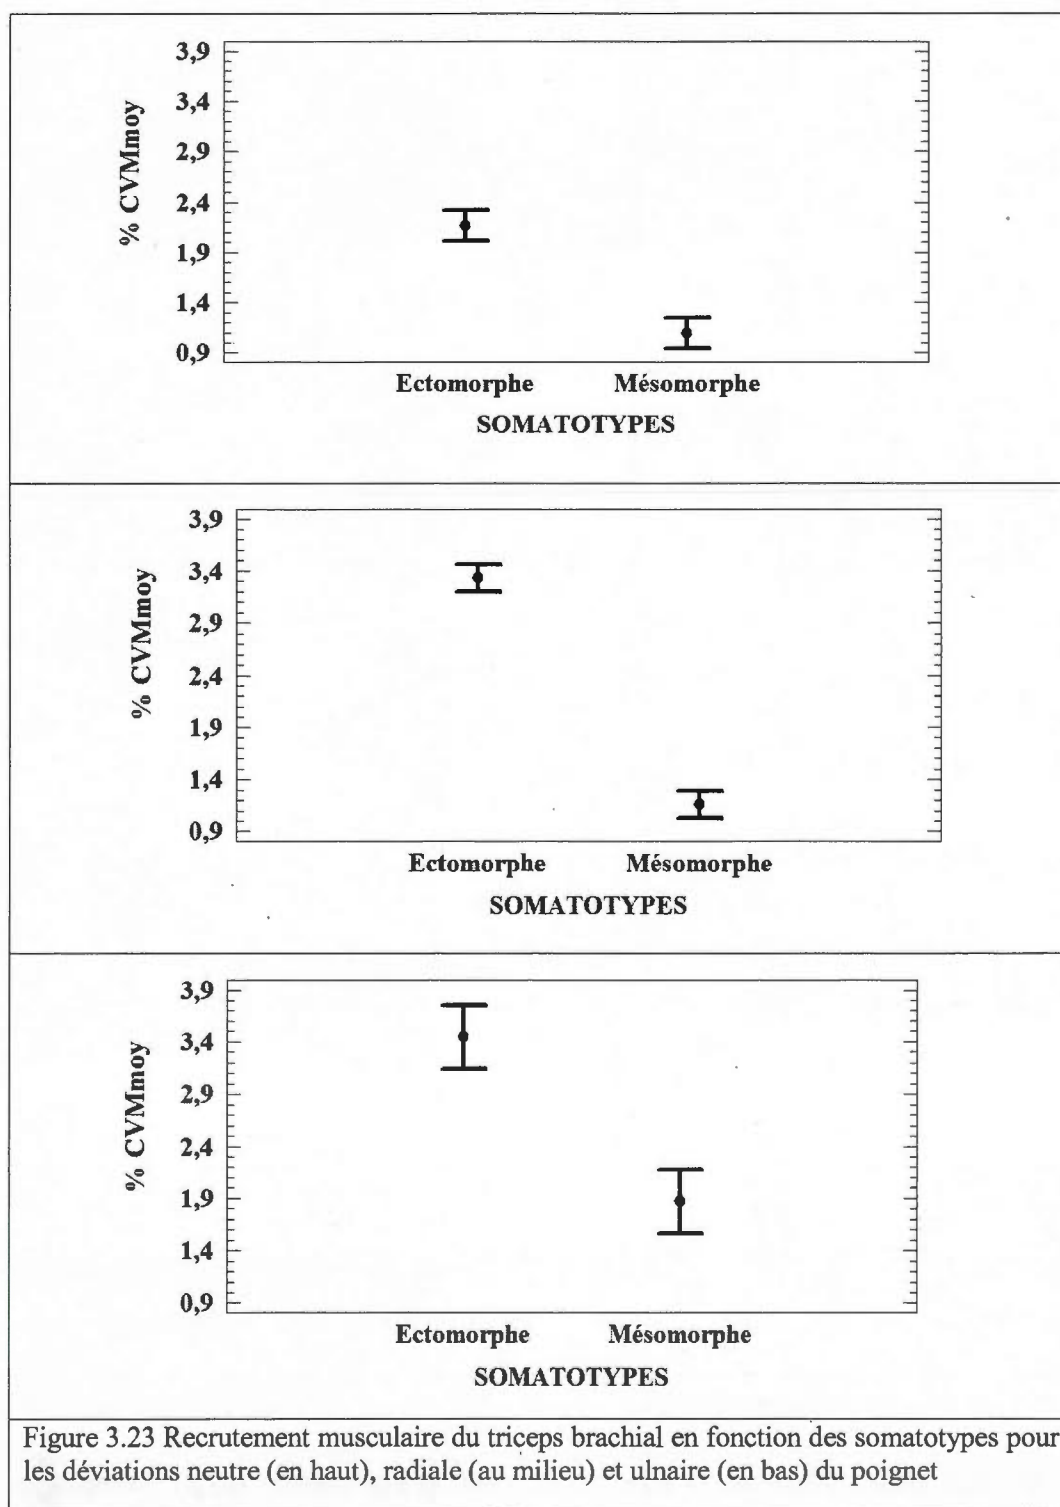 3,9
3,4
2,9
2,4
1,9
1,4
0,9
% CVMmoy
Ectomorphe Mésomorphe
SOMATOTYPES
3,9
3,4
2,9
2,4
1,9
1,4
0,9
% CVMmoy
Ectomorphe Mésomorphe
SOMATOTYPES
3,9
3,4
2,9
2,4
1,9
1,4
0,9
% CVMmoy
Ectomorphe Mésomorphe
SOMATOTYPES
Figure 3.23 Recrutement musculaire du triceps brachial en fonction des somatotypes pour
les déviations neutre (en haut), radiale (au milieu) et ulnaire (en bas) du poignet